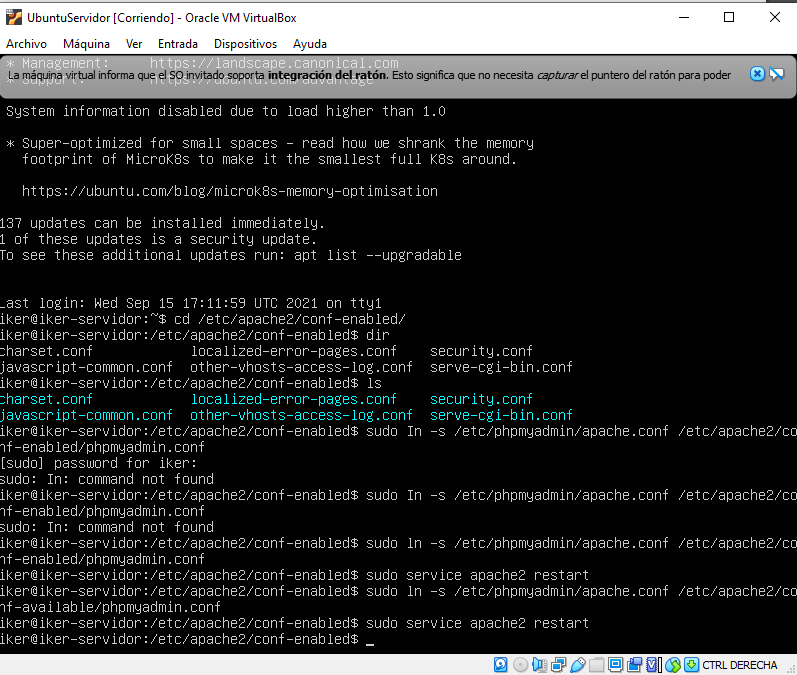 UbuntuServidor [Corriendo] - Oracle VM VirtualBox
Archivo Máquina Ver Entrada Dispositivos Ayuda
* Management: https://landscape.canonical.com
La máquina virtual informa que el SO invitado soporta integración del ratón. Esto significa que no necesita capturar el puntero del ratón para poder
* Support: https://ubuntu.com/advantage
System information disabled due to load higher than 1.0
* Super-optimized for small spaces - read how we shrank the memory
footprint of MicroK8s to make it the smallest full K8s around.
https://ubuntu.com/blog/microk8s-memory-optimisation
137 updates can be installed immediately.
1 of these updates is a security update.
To see these additional updates run: apt list --upgradable
Last login: Wed Sep 15 17:11:59 UTC 2021 on tty1
iker@iker-servidor:~$ cd /etc/apache2/conf-enabled/
iker@iker-servidor:/etc/apache2/conf-enabled$ dir
charset.conf localized-error-pages.conf security.conf
javascript-common.conf other-vhosts-access-log.conf serve-cgi-bin.conf
iker@iker-servidor:/etc/apache2/conf-enabled$ ls
charset.conf localized-error-pages.conf security.conf
javascript-common.conf other-vhosts-access-log.conf serve-cgi-bin.conf
iker@iker-servidor:/etc/apache2/conf-enabled$ sudo In -s /etc/phpmyadmin/apache.conf /etc/apache2/co
nf-enabled/phpmyadmin.conf
[sudo] password for iker:
sudo: In: command not found
iker@iker-servidor:/etc/apache2/conf-enabled$ sudo In -s /etc/phpmyadmin/apache.conf /etc/apache2/co
nf-enabled/phpmyadmin.conf
sudo: In: command not found
iker@iker-servidor:/etc/apache2/conf-enabled$ sudo ln -s /etc/phpmyadmin/apache.conf /etc/apache2/co
nf-enabled/phpmyadmin.conf
iker@iker-servidor:/etc/apache2/conf-enabled$ sudo service apache2 restart
iker@iker-servidor:/etc/apache2/conf-enabled$ sudo ln -s /etc/phpmyadmin/apache.conf /etc/apache2/co
nf-available/phpmyadmin.conf
iker@iker-servidor:/etc/apache2/conf-enabled$ sudo service apache2 restart
iker@iker-servidor:/etc/apache2/conf-enabled$ _
CTRL DERECHA